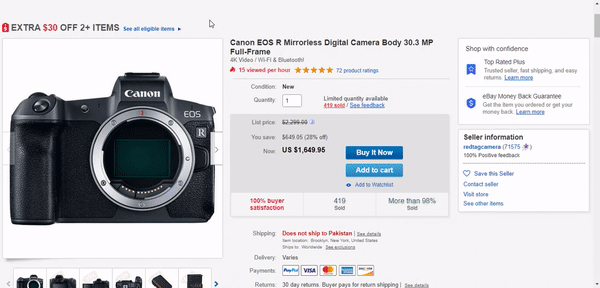 EXTRA $30 OFF 2+ ITEMS See all eligible items ▸
Canon
EOS
R
Canon EOS R Mirrorless Digital Camera Body 30.3 MP
Full-Frame
4K Video / Wi-Fi & Bluetooth!
15 viewed per hour 72 product ratings
Condition: New
Quantity: 1 Limited quantity available
419 sold / See feedback
List price: $2,299.00
You save: $649.05 (28% off)
Now: US $1,649.95
Buy It Now
Add to cart
Add to Watchlist
100% buyer
satisfaction
419
Sold
More than 98%
Sold
Shipping: Does not ship to Pakistan | See details
Item location: Brooklyn, New York, United States
Ships to: Worldwide See exclusions
Delivery: Varies
Payments: PayPal VISA DISCOVER
Returns: 30 day returns. Buyer pays for return shipping | See details
Shop with confidence
Top Rated Plus
Trusted seller, fast shipping, and easy
returns. Learn more
eBay Money Back Guarantee
Get the item you ordered or get your
money back. Learn more
Seller information
redtagcamera (71575 )
100% Positive feedback
Save this Seller
Contact seller
Visit store
See other items